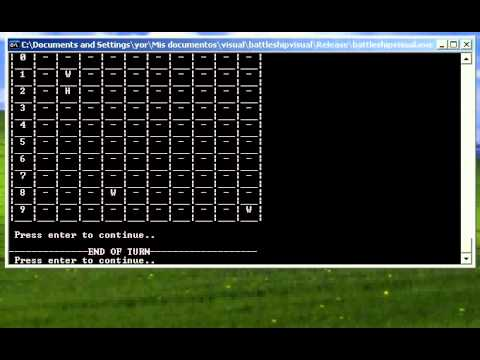 C:\Documents and Settings\yor\Mis documentos\visual\battleshipvisual\Release\battleshipvisual.exe
| 0 | - | - | - | - | - | - | - | - | - | - |
| 1 | - | W | - | - | - | - | - | - | - | - |
| 2 | - | H | - | - | - | - | - | - | - | - |
| 3 | - | - | - | - | - | - | - | - | - | - |
| 4 | - | - | - | - | - | - | - | - | - | - |
| 5 | - | - | - | - | - | - | - | - | - | - |
| 6 | - | - | - | - | - | - | - | - | - | - |
| 7 | - | - | - | - | - | - | - | - | - | - |
| 8 | - | - | - | W | - | - | - | - | - | - |
| 9 | - | - | - | - | - | - | - | - | - | W |
Press enter to continue..
-------------END OF TURN------------------
Press enter to continue..